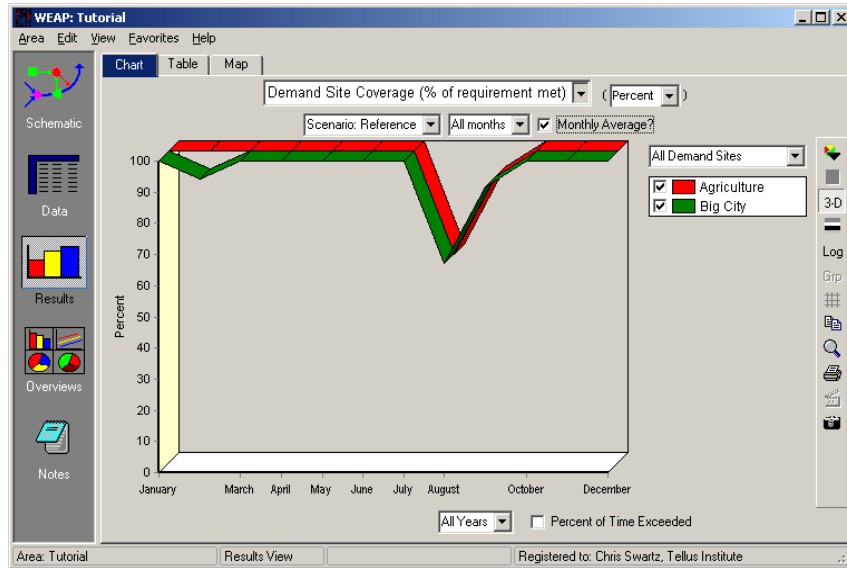 WEAP: Tutorial
Area Edit View Favorites Help
Chart Table Map
Demand Site Coverage (% of requirement met) ( Percent )
Scenario: Reference All months Monthly Average?
Schematic
Data
Results
Overviews
Notes
All Demand Sites
Agriculture
Big City
3-D
Log
Grp
Percent
100
90
80
70
60
50
40
30
20
10
0
January March April May June July August October December
All Years Percent of Time Exceeded
Area: Tutorial Results View Registered to: Chris Swartz, Tellus Institute